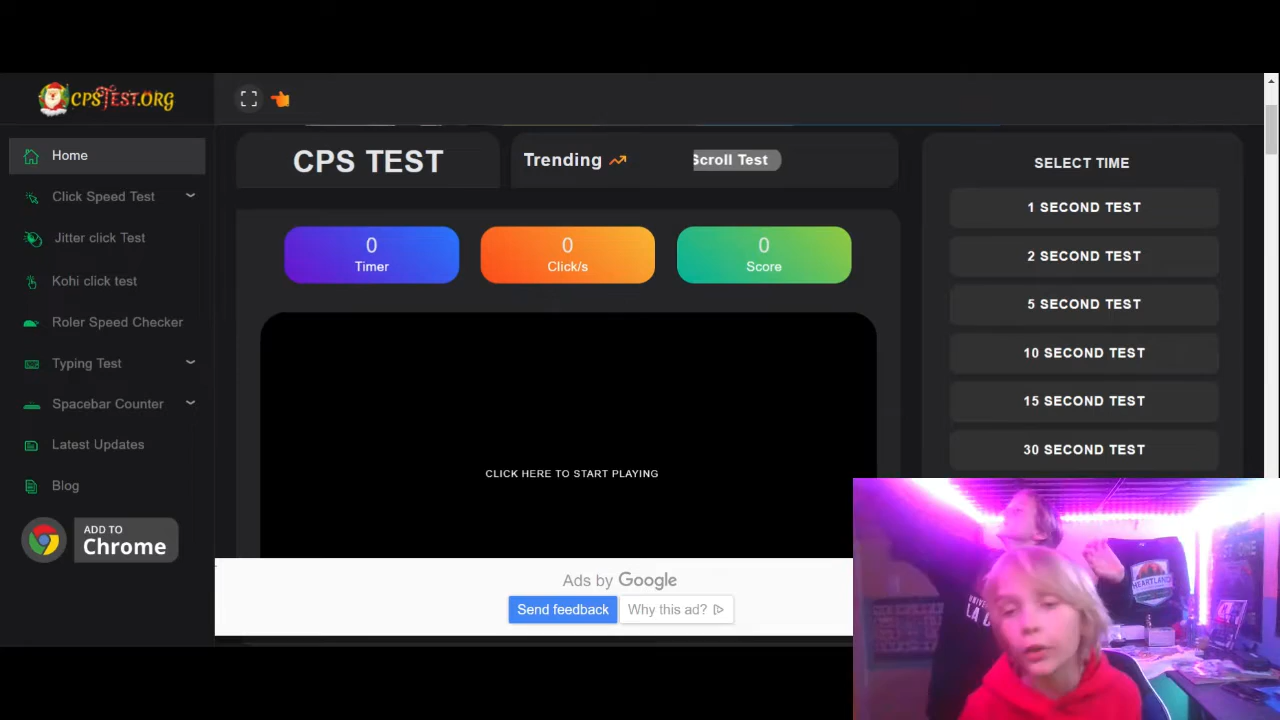 CPSTEST.ORG
Home
Click Speed Test
Jitter click Test
Kohi click test
Roler Speed Checker
Typing Test
Spacebar Counter
Latest Updates
Blog
ADD TO
Chrome
CPS TEST
Trending
Scroll Test
0
Timer
0
Click/s
0
Score
CLICK HERE TO START PLAYING
SELECT TIME
1 SECOND TEST
2 SECOND TEST
5 SECOND TEST
10 SECOND TEST
15 SECOND TEST
30 SECOND TEST
Ads by Google
Send feedback
Why this ad?
HEARTLAND
LA